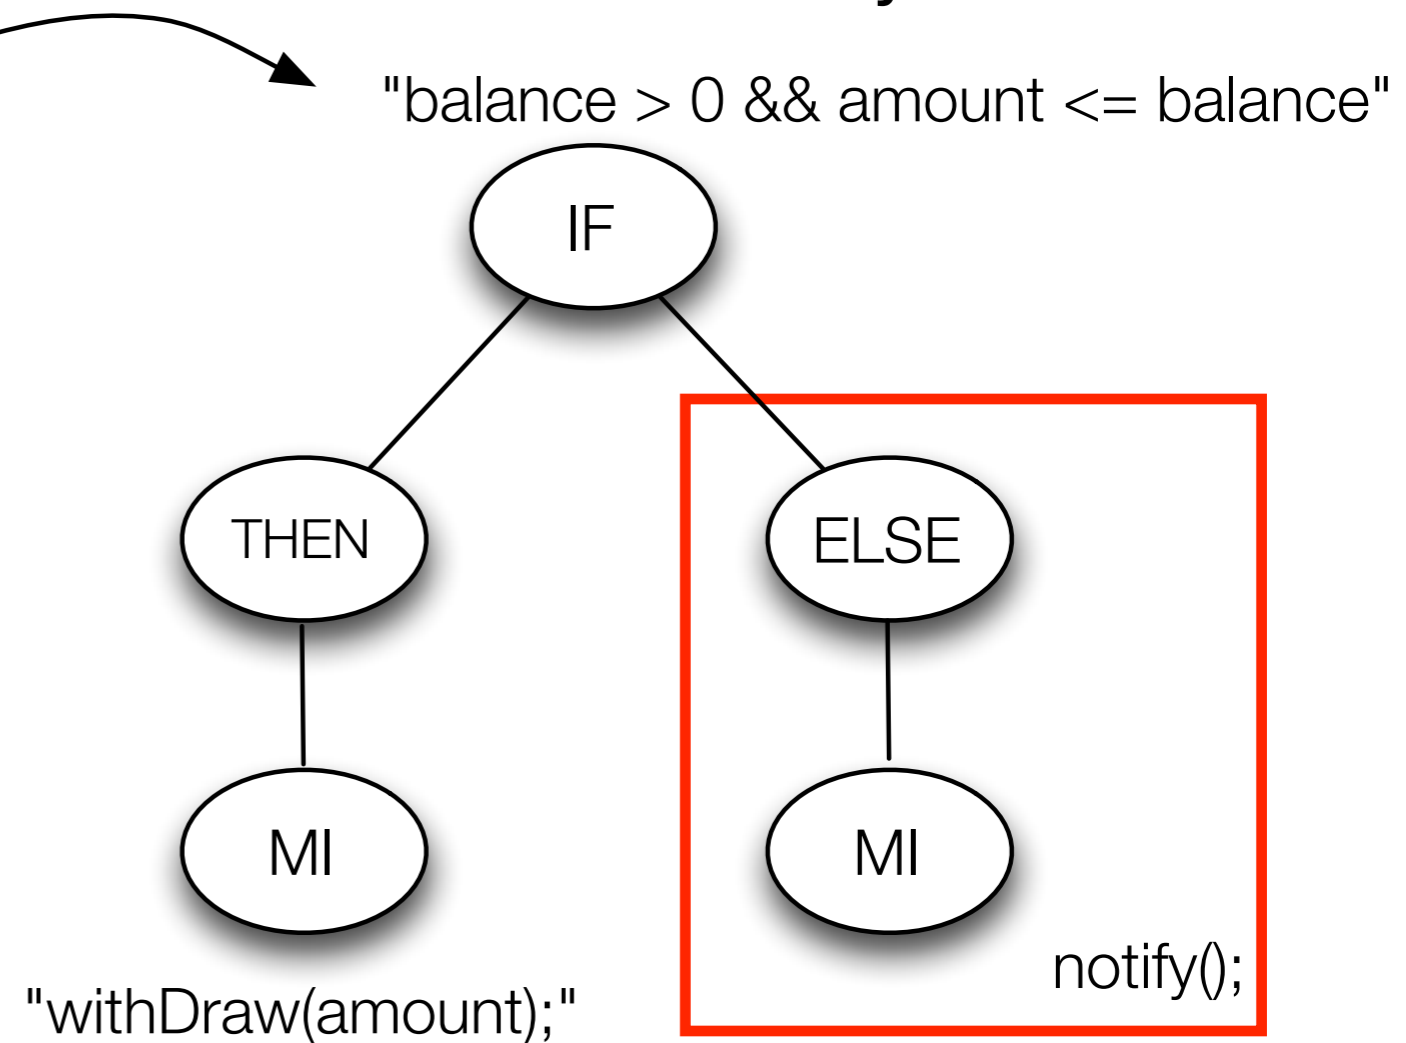 "balance > 0 && amount <= balance"
IF
THEN
ELSE
MI
MI
notify();
"withDraw(amount);"